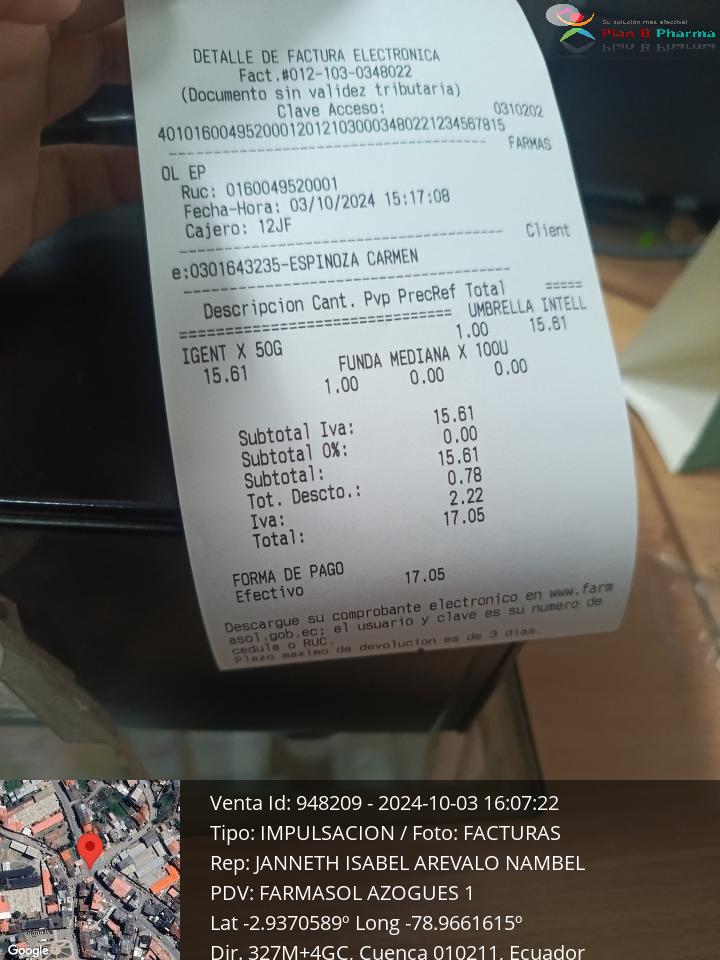 Su solución más efectiva!
Plan B Pharma
DETALLE DE FACTURA ELECTRONICA
Fact.#012-103-0348022
(Documento sin validez tributaria)
Clave Acceso: 0310202
401016004952000120121030003480221234567815
--------------------------------- FARMAS
OL EP
Ruc: 0160049520001
Fecha-Hora: 03/10/2024 15:17:08
Cajero: 12JF
--------------------------------- Client
e:0301643235-ESPINOZA CARMEN
---------------------------------
Descripcion Cant. Pvp PrecRef Total =====
============================= UMBRELLA INTELL
IGENT X 50G 1.00 15.61
15.61 FUNDA MEDIANA X 100U
1.00 0.00 0.00
Subtotal Iva: 15.61
Subtotal 0%: 0.00
Subtotal: 15.61
Tot. Descto.: 0.78
Iva: 2.22
Total: 17.05
FORMA DE PAGO
Efectivo 17.05
Descargue su comprobante electronico en www.farm
asol.gob.ec; el usuario y clave es su numero de
cedula o RUC.
Plazo maximo de devolucion es de 3 dias.
Venta Id: 948209 - 2024-10-03 16:07:22
Tipo: IMPULSACION / Foto: FACTURAS
Rep: JANNETH ISABEL AREVALO NAMBEL
PDV: FARMASOL AZOGUES 1
Lat -2.9370589º Long -78.9661615º
Dir. 327M+4GC, Cuenca 010211, Ecuador
Google